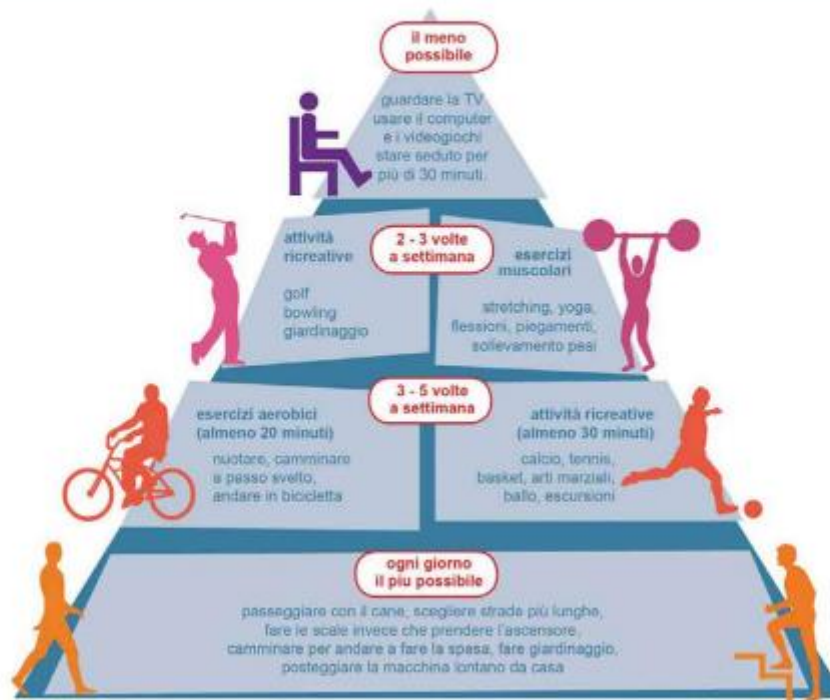 il meno
possibile
guardare la TV
usare il computer
e i videogiochi
stare seduto per
più di 30 minuti.
attività
ricreative
golf
bowling
giardinaggio
2 - 3 volte
a settimana
esercizi
muscolari
stretching, yoga,
flessioni, piegamenti,
sollevamento pesi
3 - 5 volte
a settimana
esercizi aerobici
(almeno 20 minuti)
nuotare, camminare
a passo svelto,
andare in bicicletta
attività ricreative
(almeno 30 minuti)
calcio, tennis,
basket, arti marziali,
ballo, escursioni
ogni giorno
il piu possibile
passeggiare con il cane, scegliere strade più lunghe,
fare le scale invece che prendere l'ascensore,
camminare per andare a fare la spesa, fare giardinaggio,
posteggiare la macchina lontano da casa